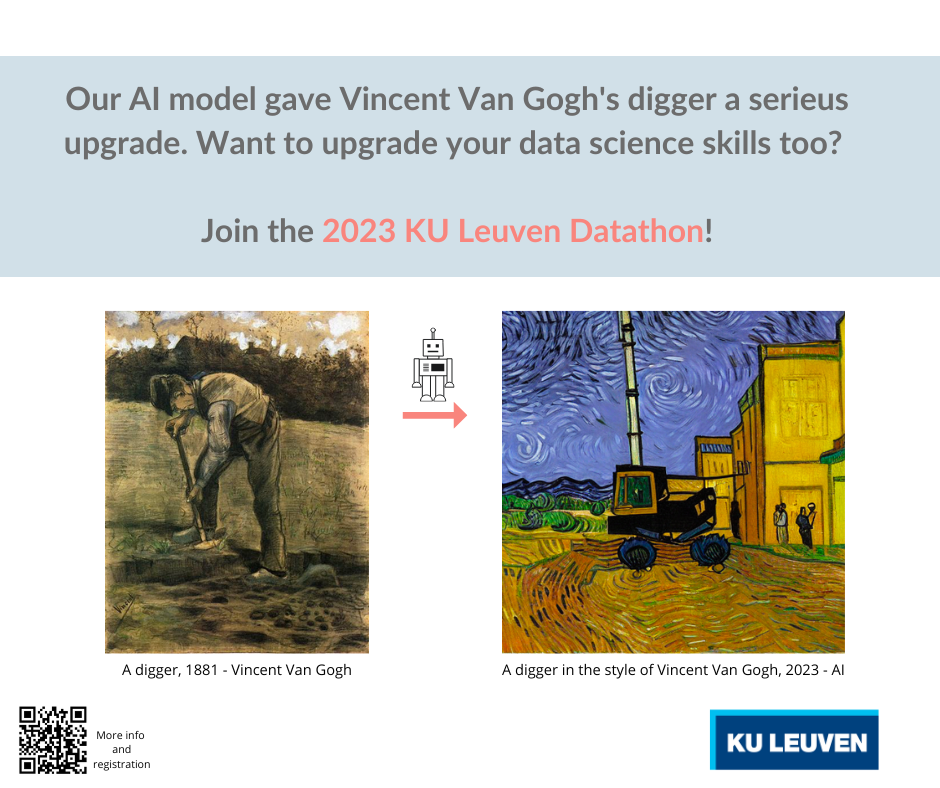 Our AI model gave Vincent Van Gogh's digger a serieus
upgrade. Want to upgrade your data science skills too?
Join the 2023 KU Leuven Datathon!
A digger, 1881 - Vincent Van Gogh
A digger in the style of Vincent Van Gogh, 2023 - AI
More info
and
registration
KU LEUVEN